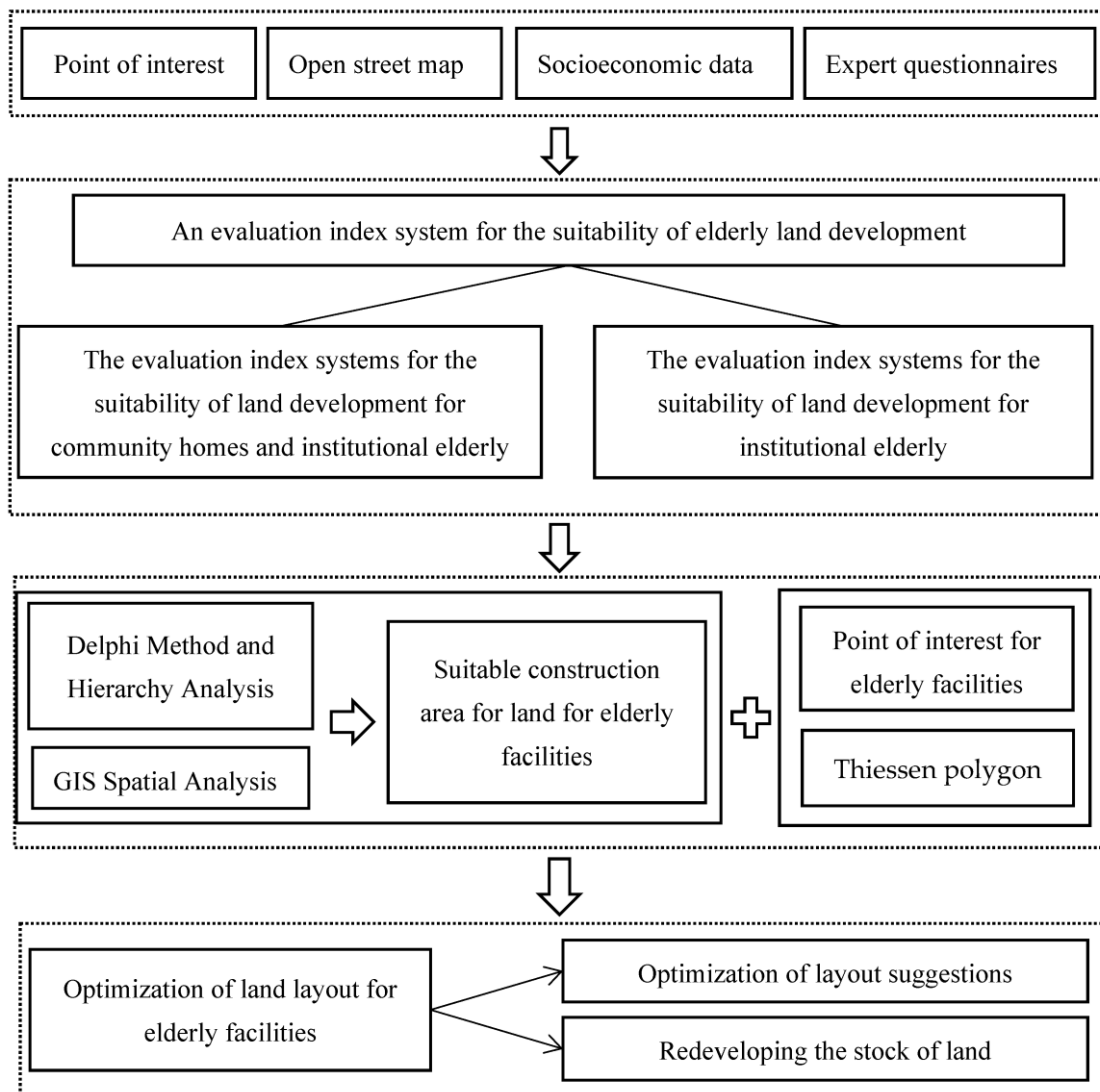 Point of interest
Open street map
Socioeconomic data
Expert questionnaires
An evaluation index system for the suitability of elderly land development
The evaluation index systems for the
suitability of land development for
community homes and institutional elderly
The evaluation index systems for the
suitability of land development for
institutional elderly
Delphi Method and
Hierarchy Analysis
GIS Spatial Analysis
Suitable construction
area for land for elderly
facilities
Point of interest for
elderly facilities
Thiessen polygon
Optimization of land layout for
elderly facilities
Optimization of layout suggestions
Redeveloping the stock of land